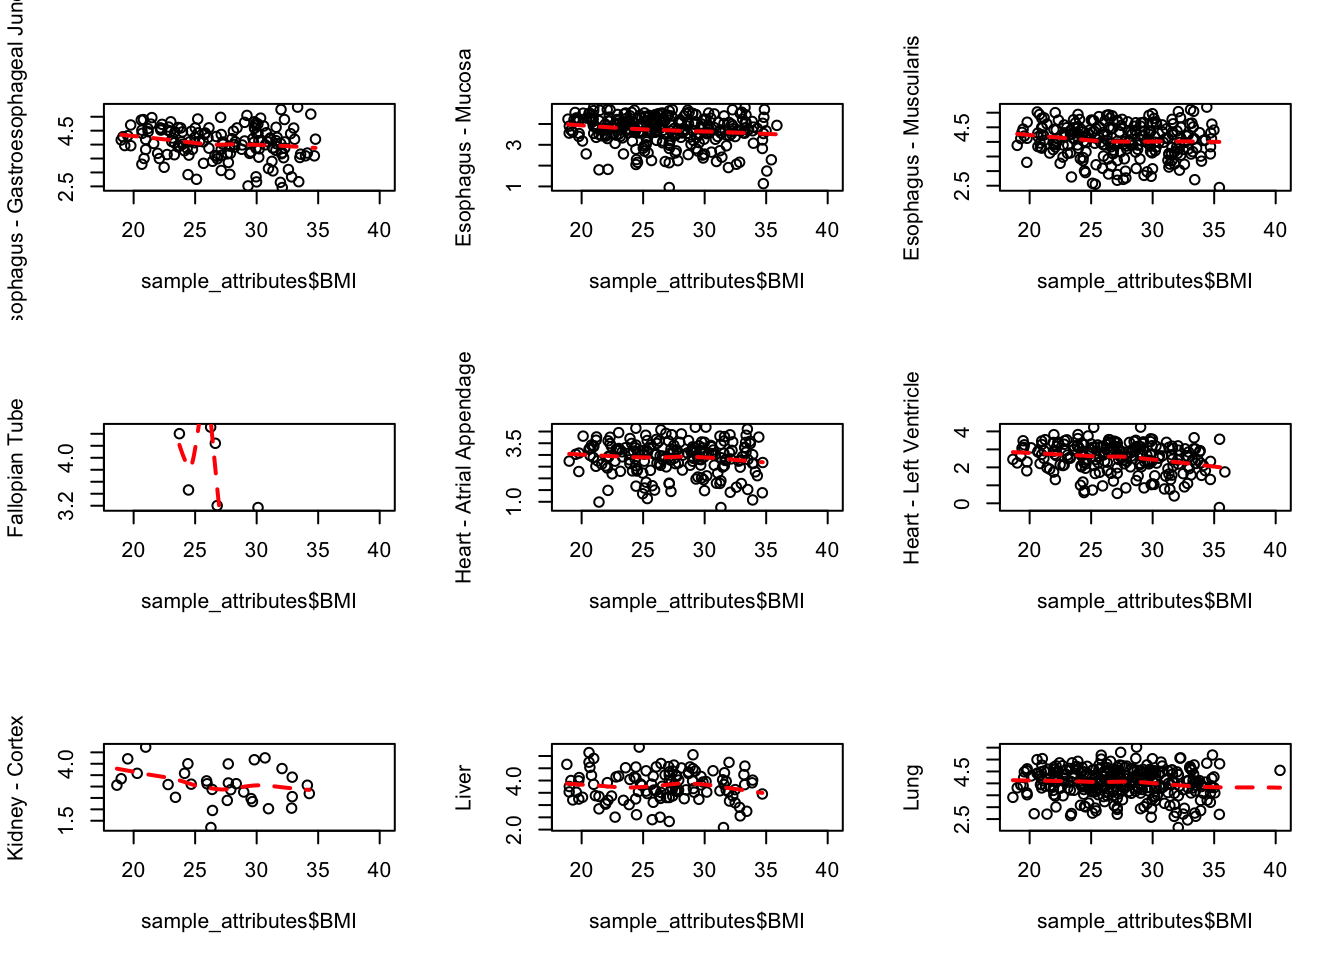 sophagus - Gastroesophageal Junc
4.5
2.5
20 25 30 35 40
sample_attributes$BMI
Esophagus - Mucosa
3
1
20 25 30 35 40
sample_attributes$BMI
Esophagus - Muscularis
4.5
2.5
20 25 30 35 40
sample_attributes$BMI
Fallopian Tube
4.0
3.2
20 25 30 35 40
sample_attributes$BMI
Heart - Atrial Appendage
3.5
1.0
20 25 30 35 40
sample_attributes$BMI
Heart - Left Ventricle
4
2
0
20 25 30 35 40
sample_attributes$BMI
Kidney - Cortex
4.0
1.5
20 25 30 35 40
sample_attributes$BMI
Liver
4.0
2.0
20 25 30 35 40
sample_attributes$BMI
Lung
4.5
2.5
20 25 30 35 40
sample_attributes$BMI